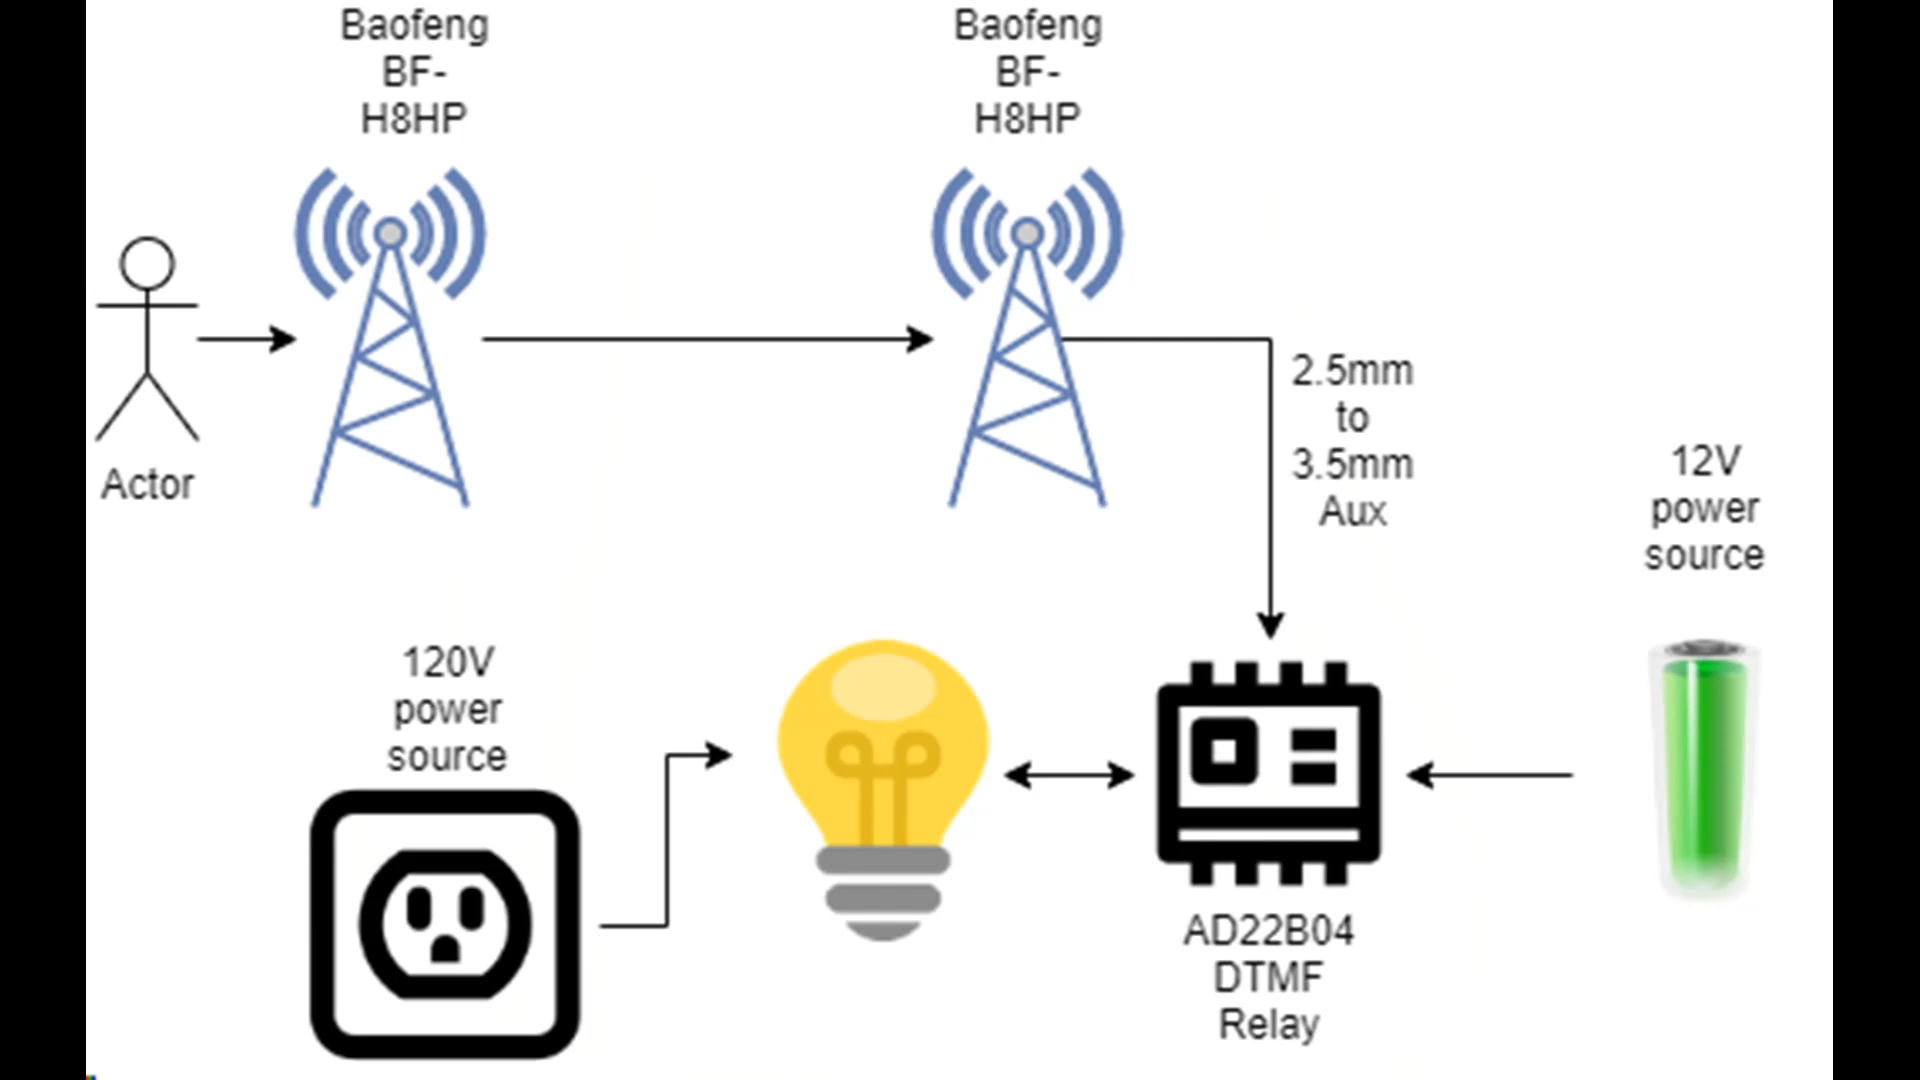 Baofeng
BF-
H8HP
Baofeng
BF-
H8HP
Actor
2.5mm
to
3.5mm
Aux
12V
power
source
120V
power
source
AD22B04
DTMF
Relay